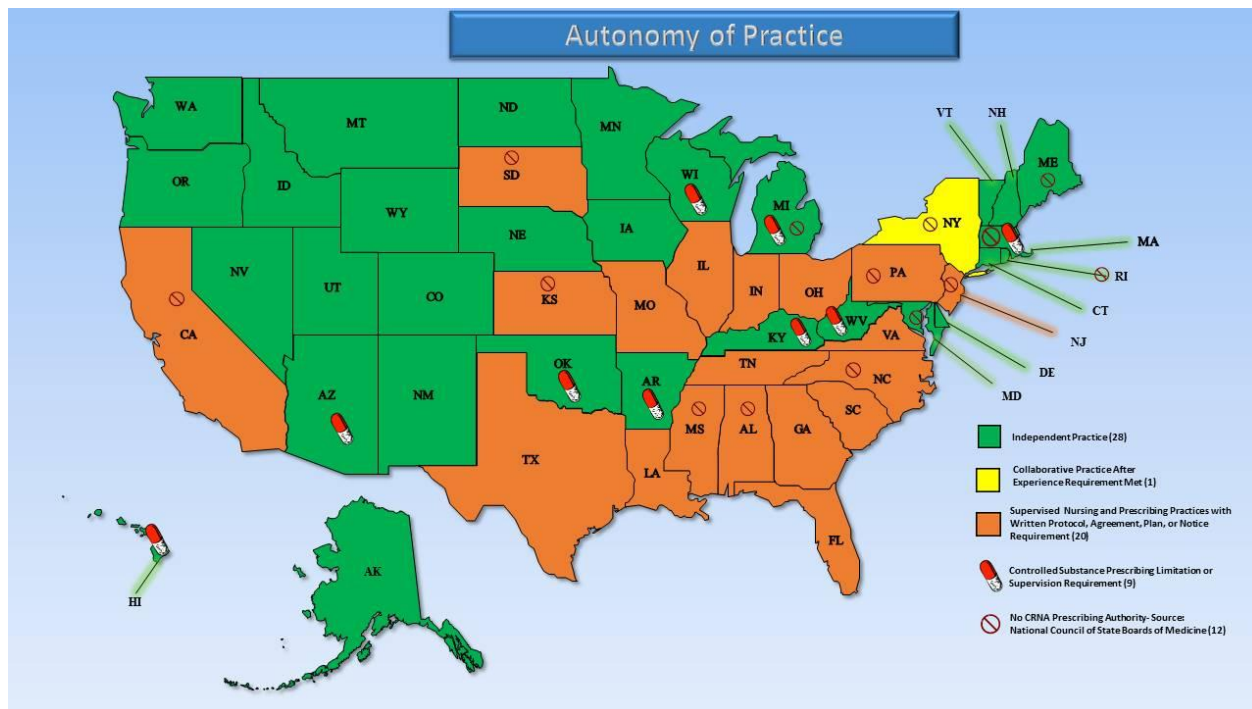 Autonomy of Practice
WA
MT
ND
MN
VT
NH
ME
OR
ID
SD
WI
MI
NY
WY
MA
NE
IA
PA
RI
NV
UT
CO
KS
MO
IL
IN
OH
NJ
CT
CA
KY
WV
VA
DE
MD
AZ
NM
OK
AR
TN
NC
SC
TX
LA
MS
AL
GA
FL
HI
AK
Independent Practice (28)
Collaborative Practice After
Experience Requirement Met (1)
Supervised Nursing and Prescribing Practices with
Written Protocol, Agreement, Plan, or Notice
Requirement (20)
Controlled Substance Prescribing Limitation or
Supervision Requirement (9)
No CRNA Prescribing Authority- Source:
National Council of State Boards of Medicine (12)